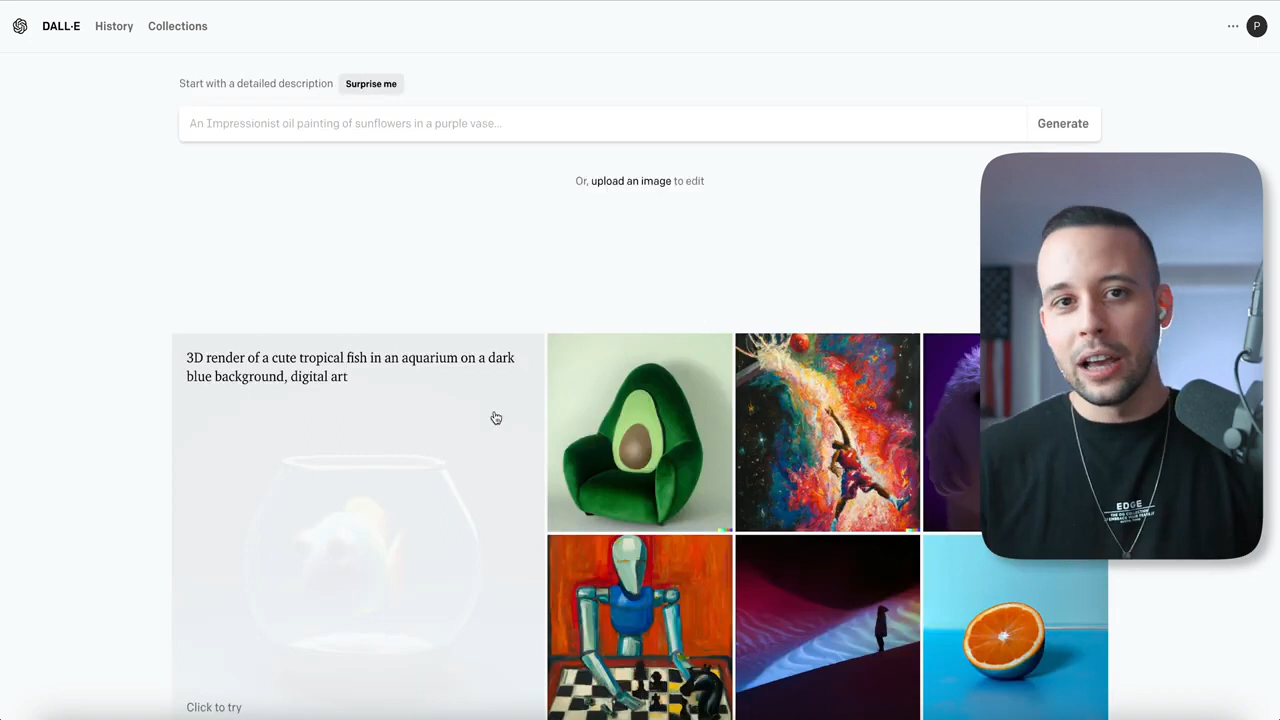 DALL·E History Collections
··· P
Start with a detailed description Surprise me
An Impressionist oil painting of sunflowers in a purple vase... Generate
Or, upload an image to edit
3D render of a cute tropical fish in an aquarium on a dark
blue background, digital art
Click to try
EDGE